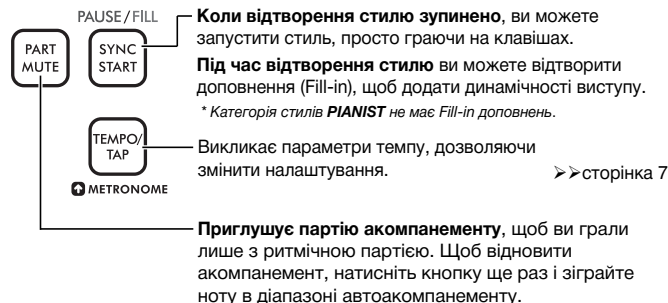 PAUSE/FILL
PART MUTE
SYNC START
Коли відтворення стилю зупинено, ви можете
запустити стиль, просто граючи на клавішах.
Під час відтворення стилю ви можете відтворити
доповнення (Fill-in), щоб додати динамічності виступу.
* Категорія стилів PIANIST не має Fill-in доповнень.
TEMPO/
TAP
METRONOME
Викликає параметри темпу, дозволяючи
змінити налаштування.
➢➢сторінка 7
Приглушує партію акомпанементу, щоб ви грали
лише з ритмічною партією. Щоб відновити
акомпанемент, натисніть кнопку ще раз і зіграйте
ноту в діапазоні автоакомпанементу.